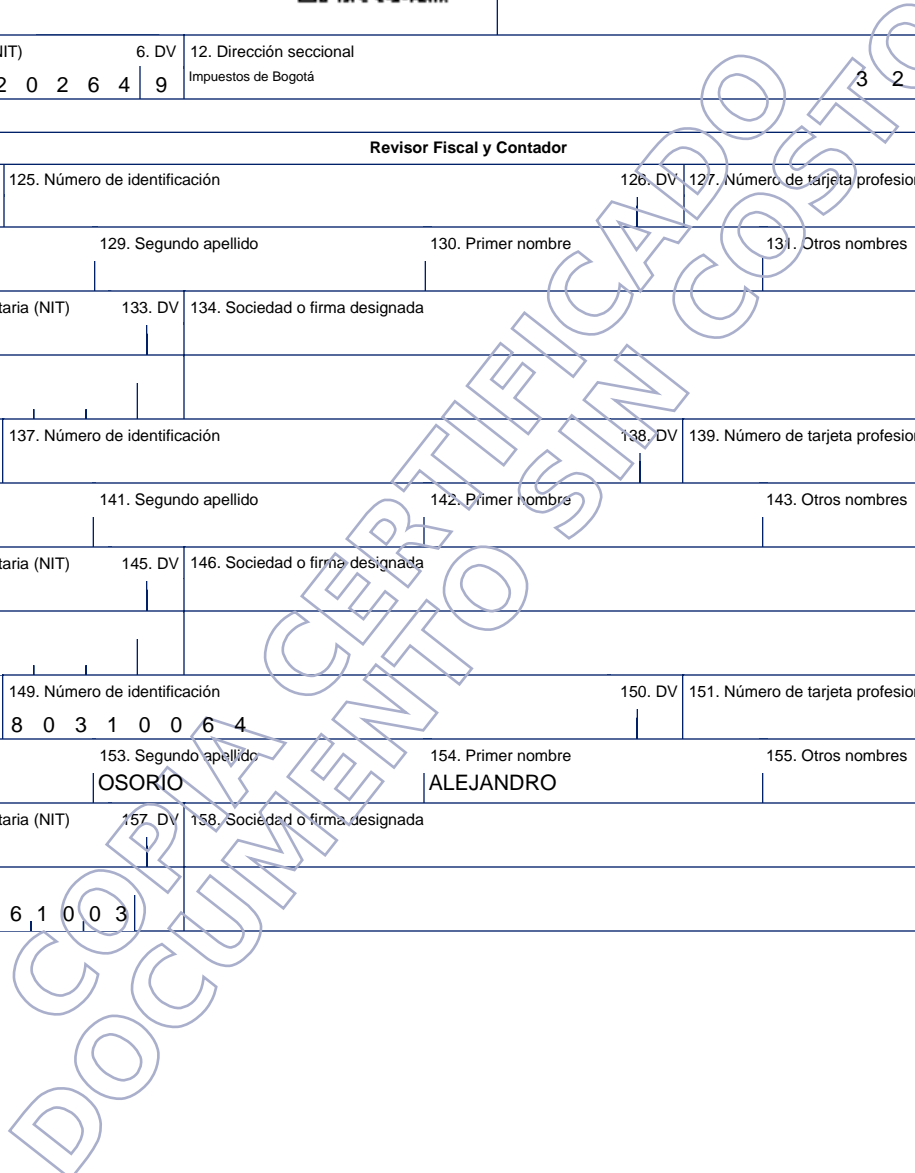 NIT) 6. DV 12. Dirección seccional
2 0 2 6 4 9 Impuestos de Bogotá 3 2
Revisor Fiscal y Contador
125. Número de identificación 126. DV 127. Número de tarjeta profesion
129. Segundo apellido 130. Primer nombre 131. Otros nombres
taria (NIT) 133. DV 134. Sociedad o firma designada
137. Número de identificación 138. DV 139. Número de tarjeta profesion
141. Segundo apellido 142. Primer nombre 143. Otros nombres
taria (NIT) 145. DV 146. Sociedad o firma designada
149. Número de identificación 150. DV 151. Número de tarjeta profesion
8 0 3 1 0 0 6 4
153. Segundo apellido 154. Primer nombre 155. Otros nombres
OSORIO ALEJANDRO
taria (NIT) 157. DV 158. Sociedad o firma designada
6 1 0 0 3
COPIA CERTIFICADO
DOCUMENTO SIN COSTO